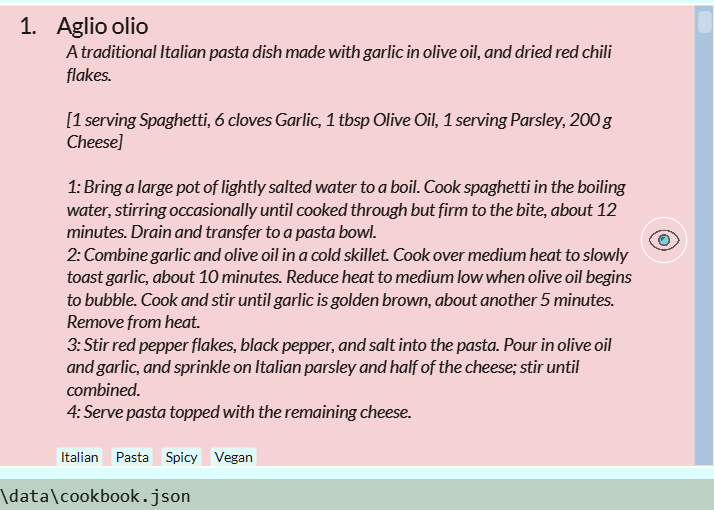 1. Aglio olio
A traditional Italian pasta dish made with garlic in olive oil, and dried red chili
flakes.
[1 serving Spaghetti, 6 cloves Garlic, 1 tbsp Olive Oil, 1 serving Parsley, 200 g
Cheese]
1: Bring a large pot of lightly salted water to a boil. Cook spaghetti in the boiling
water, stirring occasionally until cooked through but firm to the bite, about 12
minutes. Drain and transfer to a pasta bowl.
2: Combine garlic and olive oil in a cold skillet. Cook over medium heat to slowly
toast garlic, about 10 minutes. Reduce heat to medium low when olive oil begins
to bubble. Cook and stir until garlic is golden brown, about another 5 minutes.
Remove from heat.
3: Stir red pepper flakes, black pepper, and salt into the pasta. Pour in olive oil
and garlic, and sprinkle on Italian parsley and half of the cheese; stir until
combined.
4: Serve pasta topped with the remaining cheese.
Italian Pasta Spicy Vegan
\data\cookbook.json